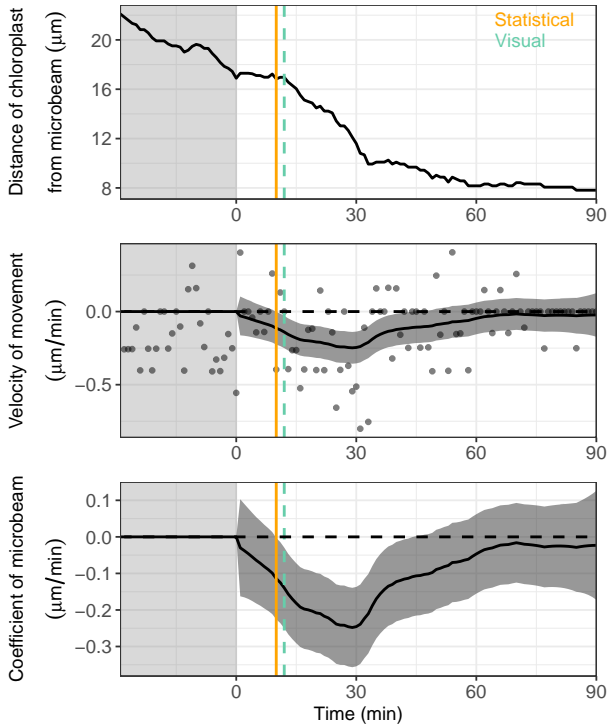 Distance of chloroplast
from microbeam (μm)
22
20
16
12
8
Statistical
Visual
0
30
60
90
Velocity of movement
(μm/min)
0.0
−0.5
0
30
60
90
Coefficient of microbeam
(μm/min)
0.1
0.0
−0.1
−0.2
−0.3
0
30
60
90
Time (min)